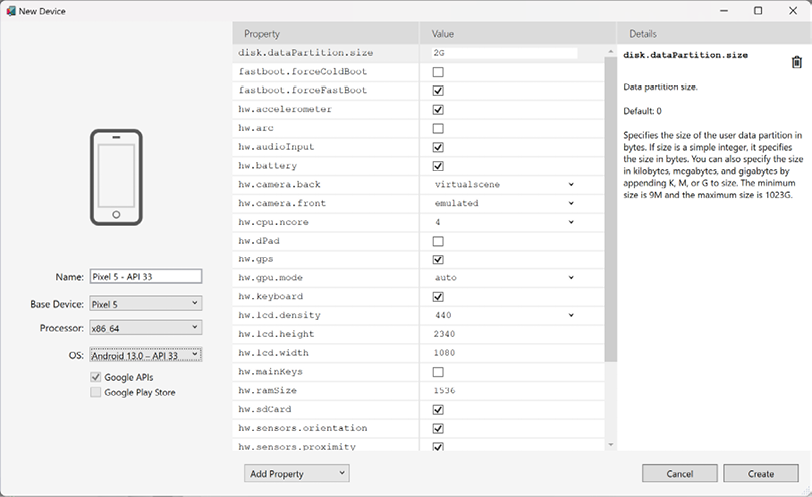 New Device
Property Value Details
disk.dataPartition.size 2G
fastboot.forceColdBoot
fastboot.forceFastBoot
hw.accelerometer
hw.arc
hw.audioInput
hw.battery
hw.camera.back virtualscene
hw.camera.front emulated
hw.cpu.ncore 4
hw.dPad
hw.gps
hw.gpu.mode auto
hw.keyboard
hw.lcd.density 440
hw.lcd.height 2340
hw.lcd.width 1080
hw.mainKeys
hw.ramSize 1536
hw.sdCard
hw.sensors.orientation
hw.sensors.proximity
Name: Pixel 5 - API 33
Base Device: Pixel 5
Processor: x86_64
OS: Android 13.0 – API 33
Google APIs
Google Play Store
disk.dataPartition.size
Data partition size.
Default: 0
Specifies the size of the user data partition in
bytes. If size is a simple integer, it specifies
the size in bytes. You can also specify the size
in kilobytes, megabytes, and gigabytes by
appending K, M, or G to size. The minimum
size is 9M and the maximum size is 1023G.
Add Property
Cancel Create